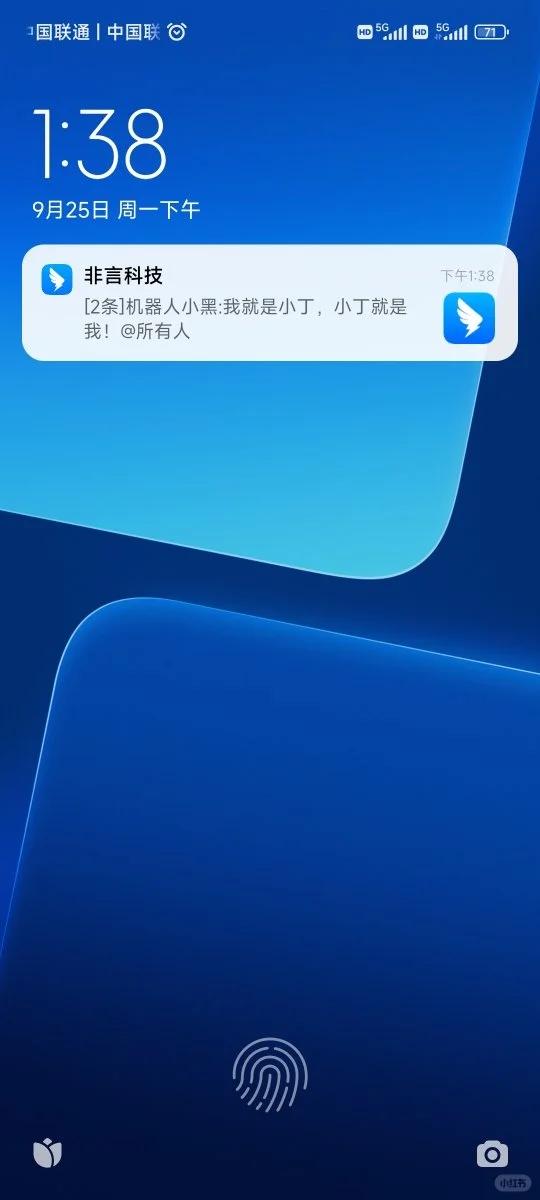 国联通 | 中国联
HD 5G HD 5G 71
1:38
9月25日 周一下午
非言科技
下午1:38
[2条]机器人小黑:我就是小丁，小丁就是
我！@所有人
小红书